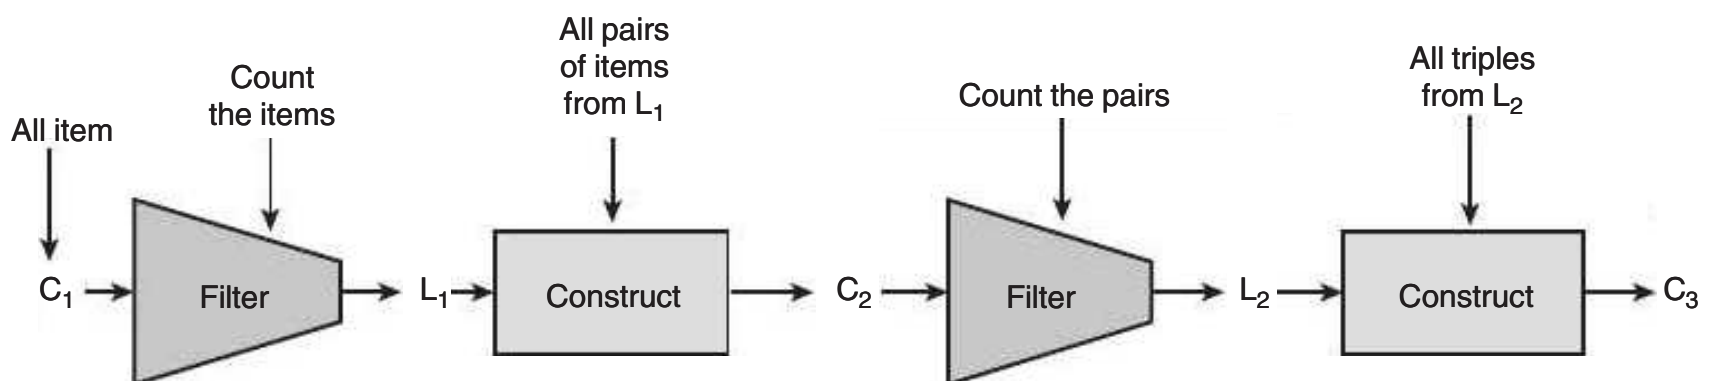 All item
Count
the items
All pairs
of items
from L₁
Count the pairs
All triples
from L₂
C₁
Filter
L₁
Construct
C₂
Filter
L₂
Construct
C₃